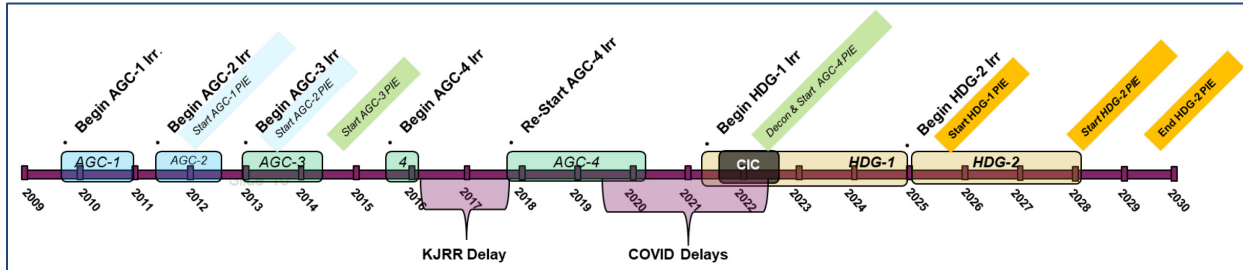 Begin AGC-1 Irr.
Begin AGC-2 Irr
Start AGC-1 PIE
Begin AGC-3 Irr
Start AGC-2 PIE
Start AGC-3 PIE
Begin AGC-4 Irr
Re-Start AGC-4 Irr
Begin HDG-1 Irr
Decon & Start AGC-4 PIE
Begin HDG-2 Irr
Start HDG-1 PIE
Start HDG-2 PIE
End HDG-2 PIE
AGC-1
AGC-2
AGC-3
4
AGC-4
CIC
HDG-1
HDG-2
2009
2010
2011
2012
2013
2014
2015
2016
2017
2018
2019
2020
2021
2022
2023
2024
2025
2026
2027
2028
2029
2030
KJRR Delay
COVID Delays